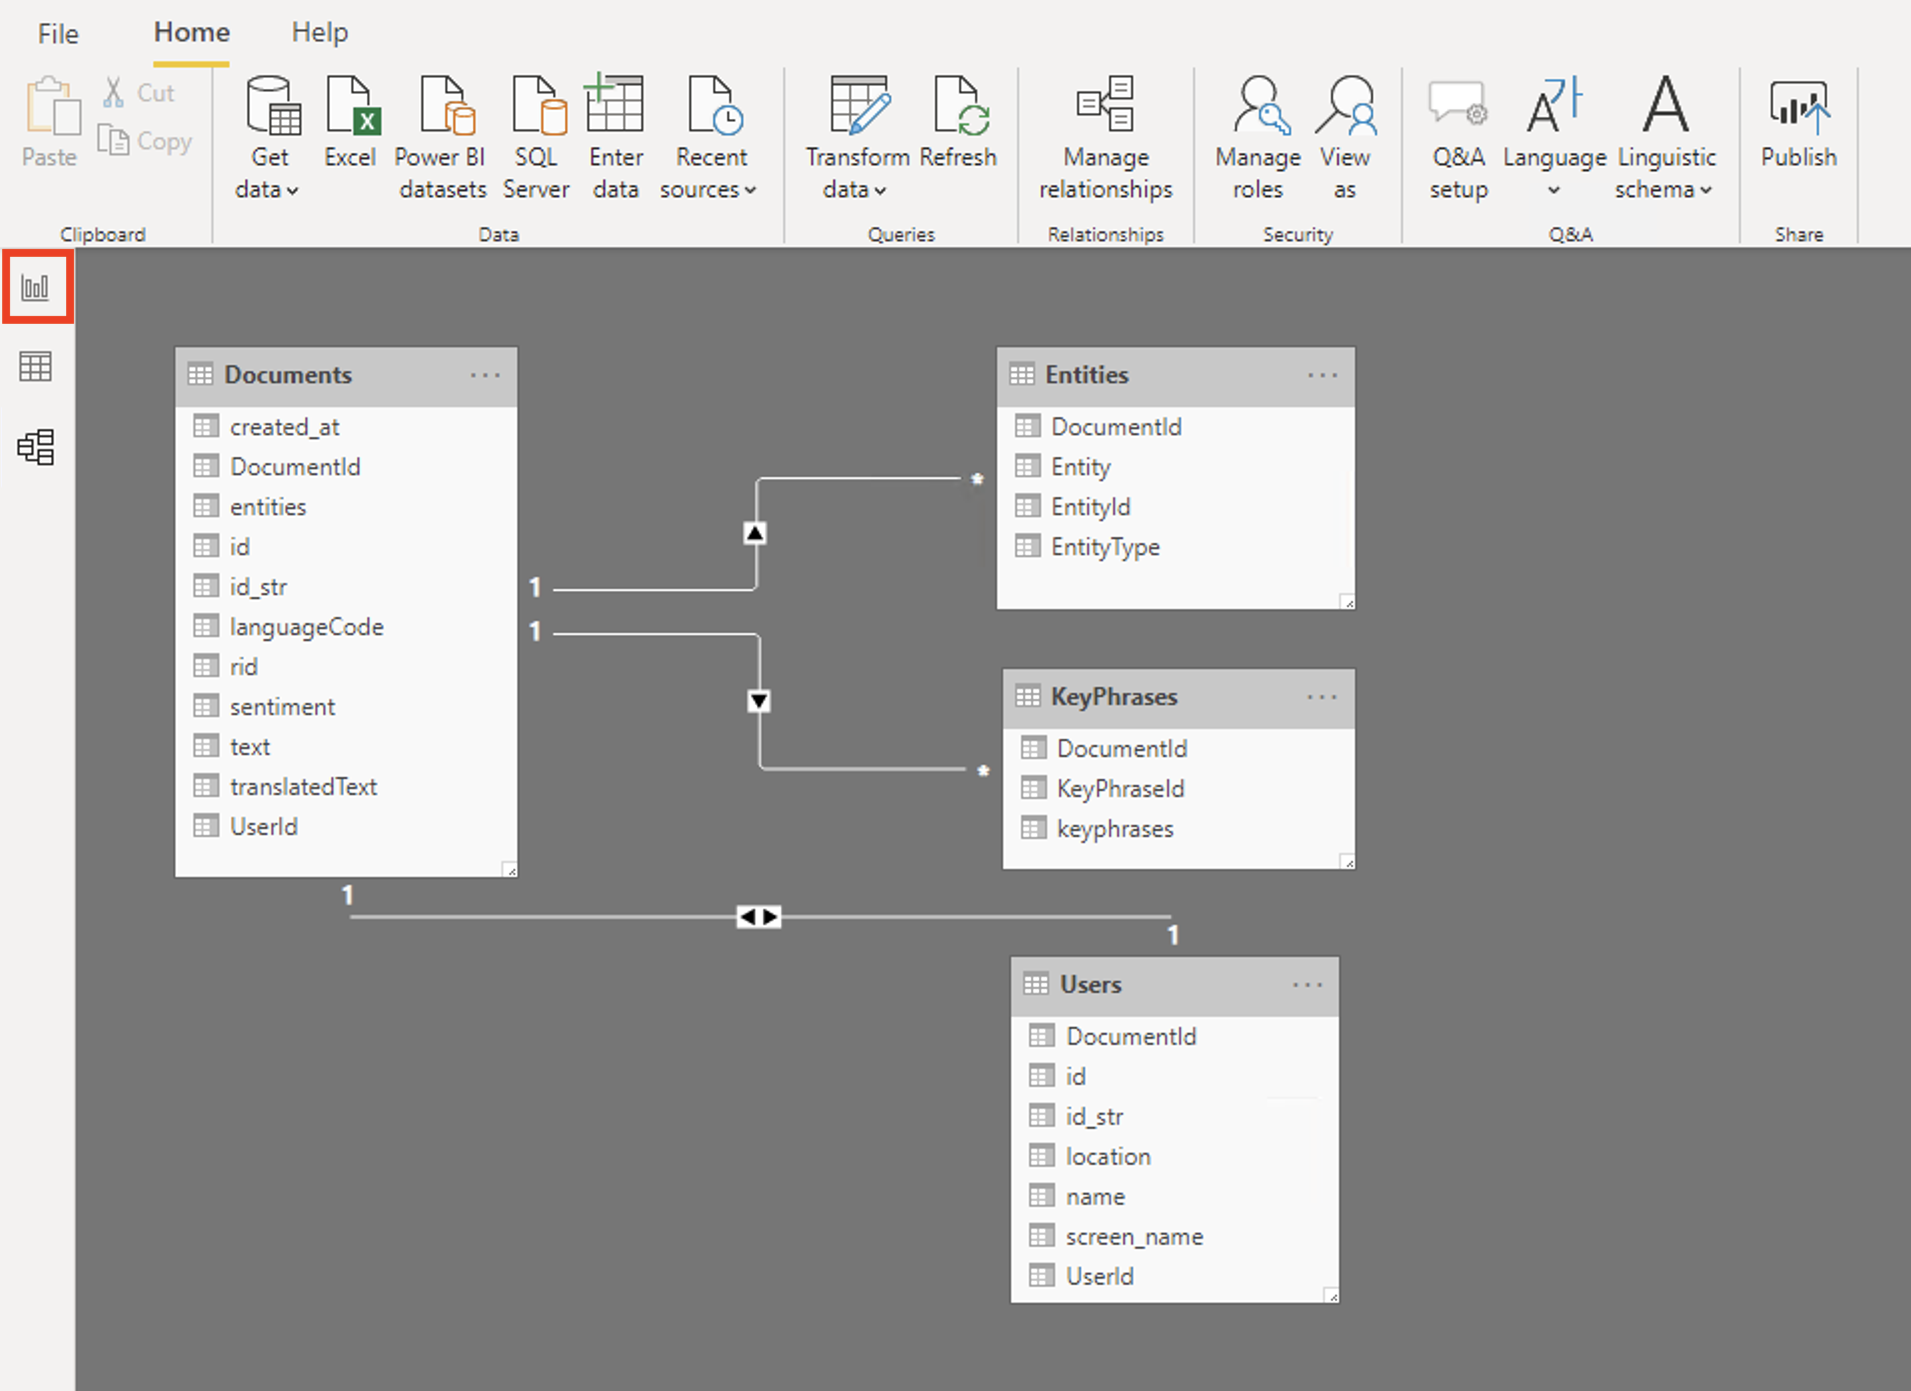 File Home Help
Cut
Copy
Paste
Get data
Excel
Power BI datasets
SQL Server
Enter data
Recent sources
Transform data
Refresh
Manage relationships
Manage roles
View as
Q&A setup
Language
Linguistic schema
Publish
Clipboard
Data
Queries
Relationships
Security
Q&A
Share
Documents
created_at
DocumentId
entities
id
id_str
languageCode
rid
sentiment
text
translatedText
UserId
1
1
*
*
Entities
DocumentId
Entity
EntityId
EntityType
KeyPhrases
DocumentId
KeyPhraseId
keyphrases
1
1
Users
DocumentId
id
id_str
location
name
screen_name
UserId